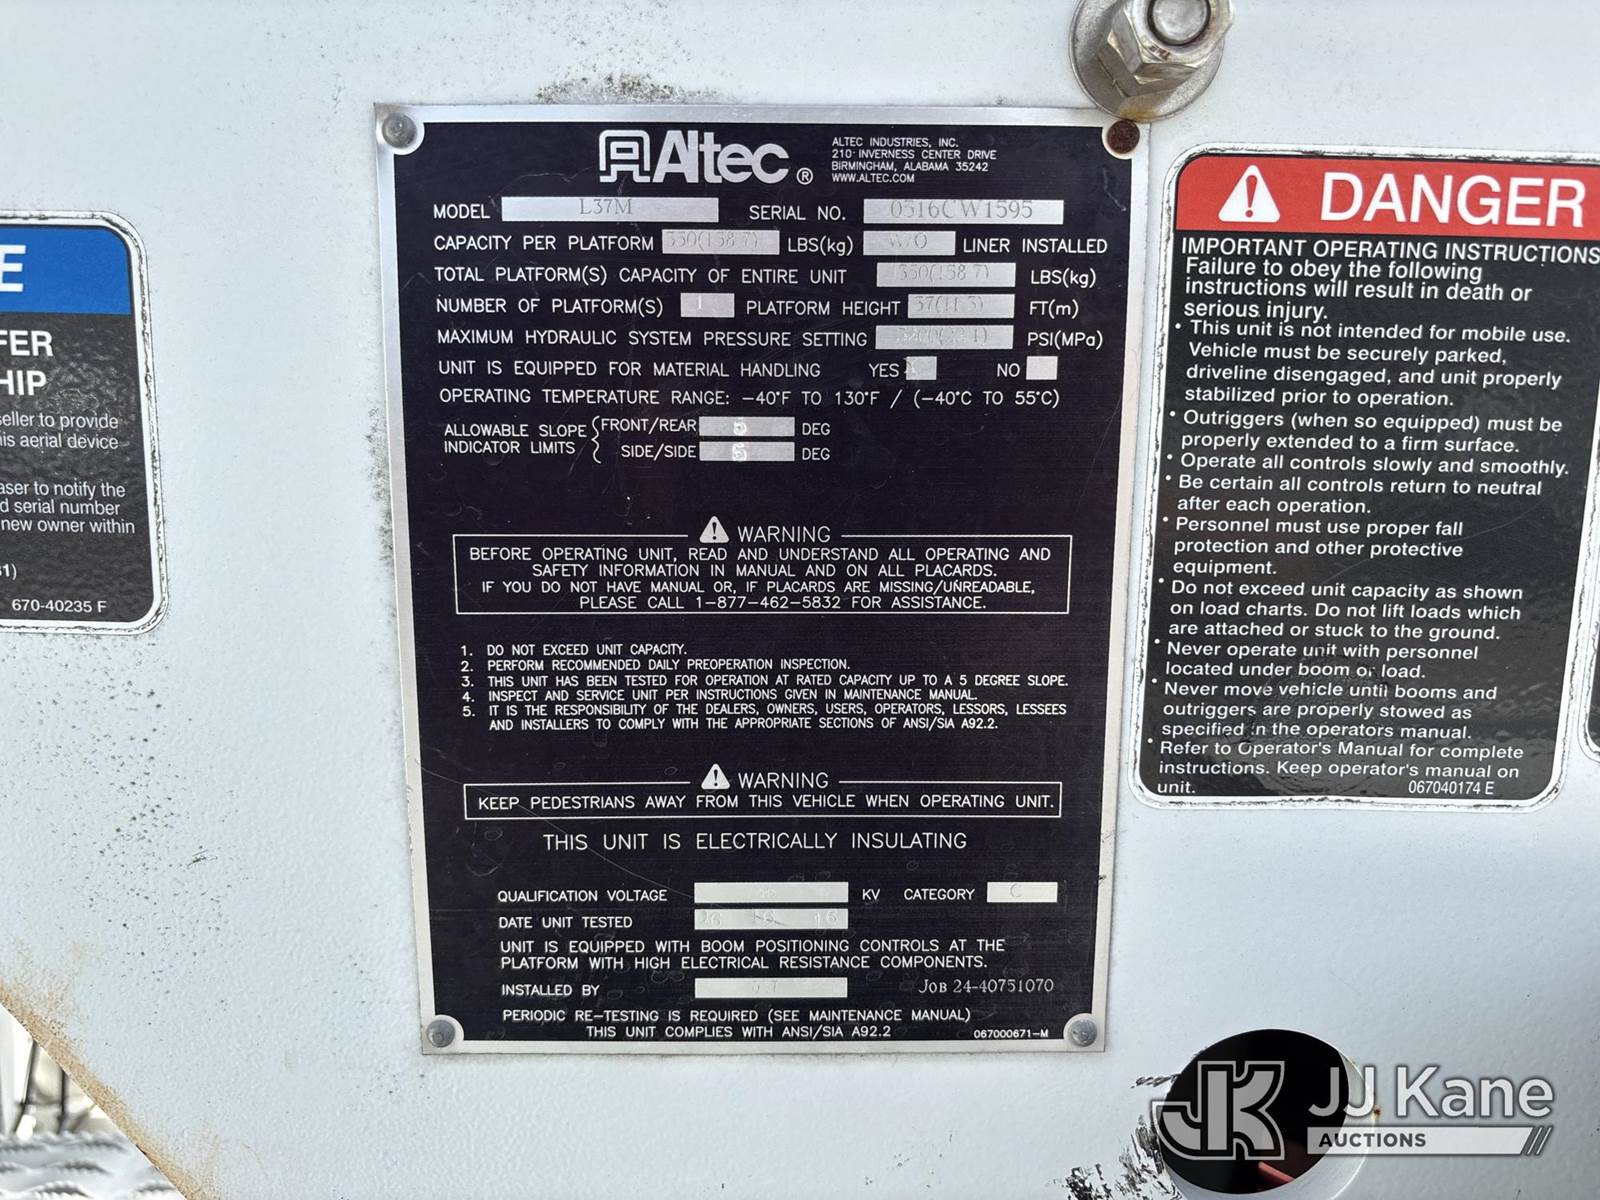 E
FER
HIP
seller to provide
is aerial device
aser to notify the
d serial number
new owner within
670-40235 F
Altec®
ALTEC INDUSTRIES, INC.
210 INVERNESS CENTER DRIVE
BIRMINGHAM, ALABAMA 35242
WWW.ALTEC.COM
MODEL L37M SERIAL NO. 0516CW1595
CAPACITY PER PLATFORM 350(158.7) LBS(kg) W/O LINER INSTALLED
TOTAL PLATFORM(S) CAPACITY OF ENTIRE UNIT 350(158.7) LBS(kg)
NUMBER OF PLATFORM(S) 1 PLATFORM HEIGHT 37(11.3) FT(m)
MAXIMUM HYDRAULIC SYSTEM PRESSURE SETTING PSI(MPa)
UNIT IS EQUIPPED FOR MATERIAL HANDLING YES NO
OPERATING TEMPERATURE RANGE: -40°F TO 130°F / (-40°C TO 55°C)
ALLOWABLE SLOPE INDICATOR LIMITS
FRONT/REAR 5 DEG
SIDE/SIDE 5 DEG
WARNING
BEFORE OPERATING UNIT, READ AND UNDERSTAND ALL OPERATING AND
SAFETY INFORMATION IN MANUAL AND ON ALL PLACARDS.
IF YOU DO NOT HAVE MANUAL OR, IF PLACARDS ARE MISSING/UNREADABLE,
PLEASE CALL 1-877-462-5832 FOR ASSISTANCE.
1. DO NOT EXCEED UNIT CAPACITY.
2. PERFORM RECOMMENDED DAILY PREOPERATION INSPECTION.
3. THIS UNIT HAS BEEN TESTED FOR OPERATION AT RATED CAPACITY UP TO A 5 DEGREE SLOPE.
4. INSPECT AND SERVICE UNIT PER INSTRUCTIONS GIVEN IN MAINTENANCE MANUAL.
5. IT IS THE RESPONSIBILITY OF THE DEALERS, OWNERS, USERS, OPERATORS, LESSORS, LESSEES
AND INSTALLERS TO COMPLY WITH THE APPROPRIATE SECTIONS OF ANSI/SIA A92.2.
WARNING
KEEP PEDESTRIANS AWAY FROM THIS VEHICLE WHEN OPERATING UNIT.
THIS UNIT IS ELECTRICALLY INSULATING
QUALIFICATION VOLTAGE KV CATEGORY C
DATE UNIT TESTED
UNIT IS EQUIPPED WITH BOOM POSITIONING CONTROLS AT THE
PLATFORM WITH HIGH ELECTRICAL RESISTANCE COMPONENTS.
INSTALLED BY JOB 24-40751070
PERIODIC RE-TESTING IS REQUIRED (SEE MAINTENANCE MANUAL)
THIS UNIT COMPLIES WITH ANSI/SIA A92.2 067000671-M
DANGER
IMPORTANT OPERATING INSTRUCTIONS
Failure to obey the following
instructions will result in death or
serious injury.
• This unit is not intended for mobile use.
Vehicle must be securely parked,
driveline disengaged, and unit properly
stabilized prior to operation.
• Outriggers (when so equipped) must be
properly extended to a firm surface.
• Operate all controls slowly and smoothly.
• Be certain all controls return to neutral
after each operation.
• Personnel must use proper fall
protection and other protective
equipment.
• Do not exceed unit capacity as shown
on load charts. Do not lift loads which
are attached or stuck to the ground.
• Never operate unit with personnel
located under boom or load.
• Never move vehicle until booms and
outriggers are properly stowed as
specified in the operators manual.
• Refer to Operator's Manual for complete
instructions. Keep operator's manual on
unit. 067040174 E
JK JJ Kane
AUCTIONS